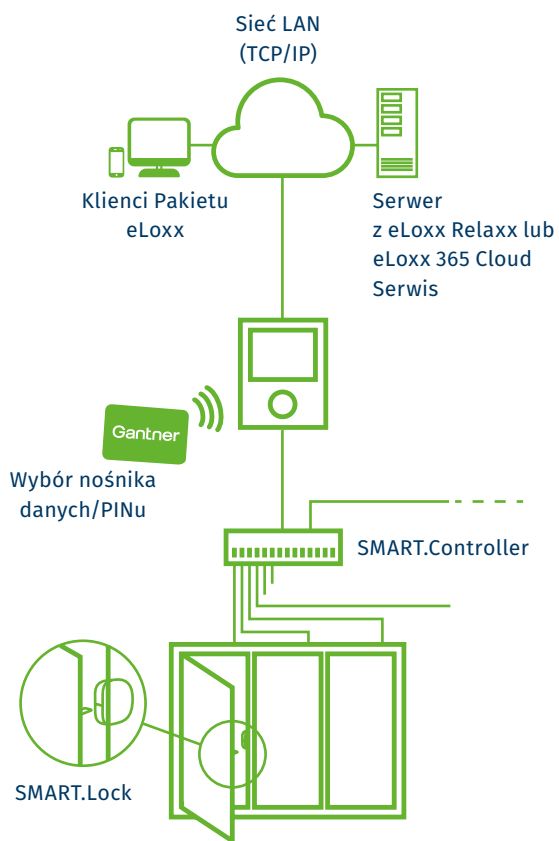 Sieć LAN
(TCP/IP)
Klienci Pakietu
eLoxx
Serwer
z eLoxx Relaxx lub
eLoxx 365 Cloud
Serwis
Gantner
Wybór nośnika
danych/PINu
SMART.Controller
SMART.Lock